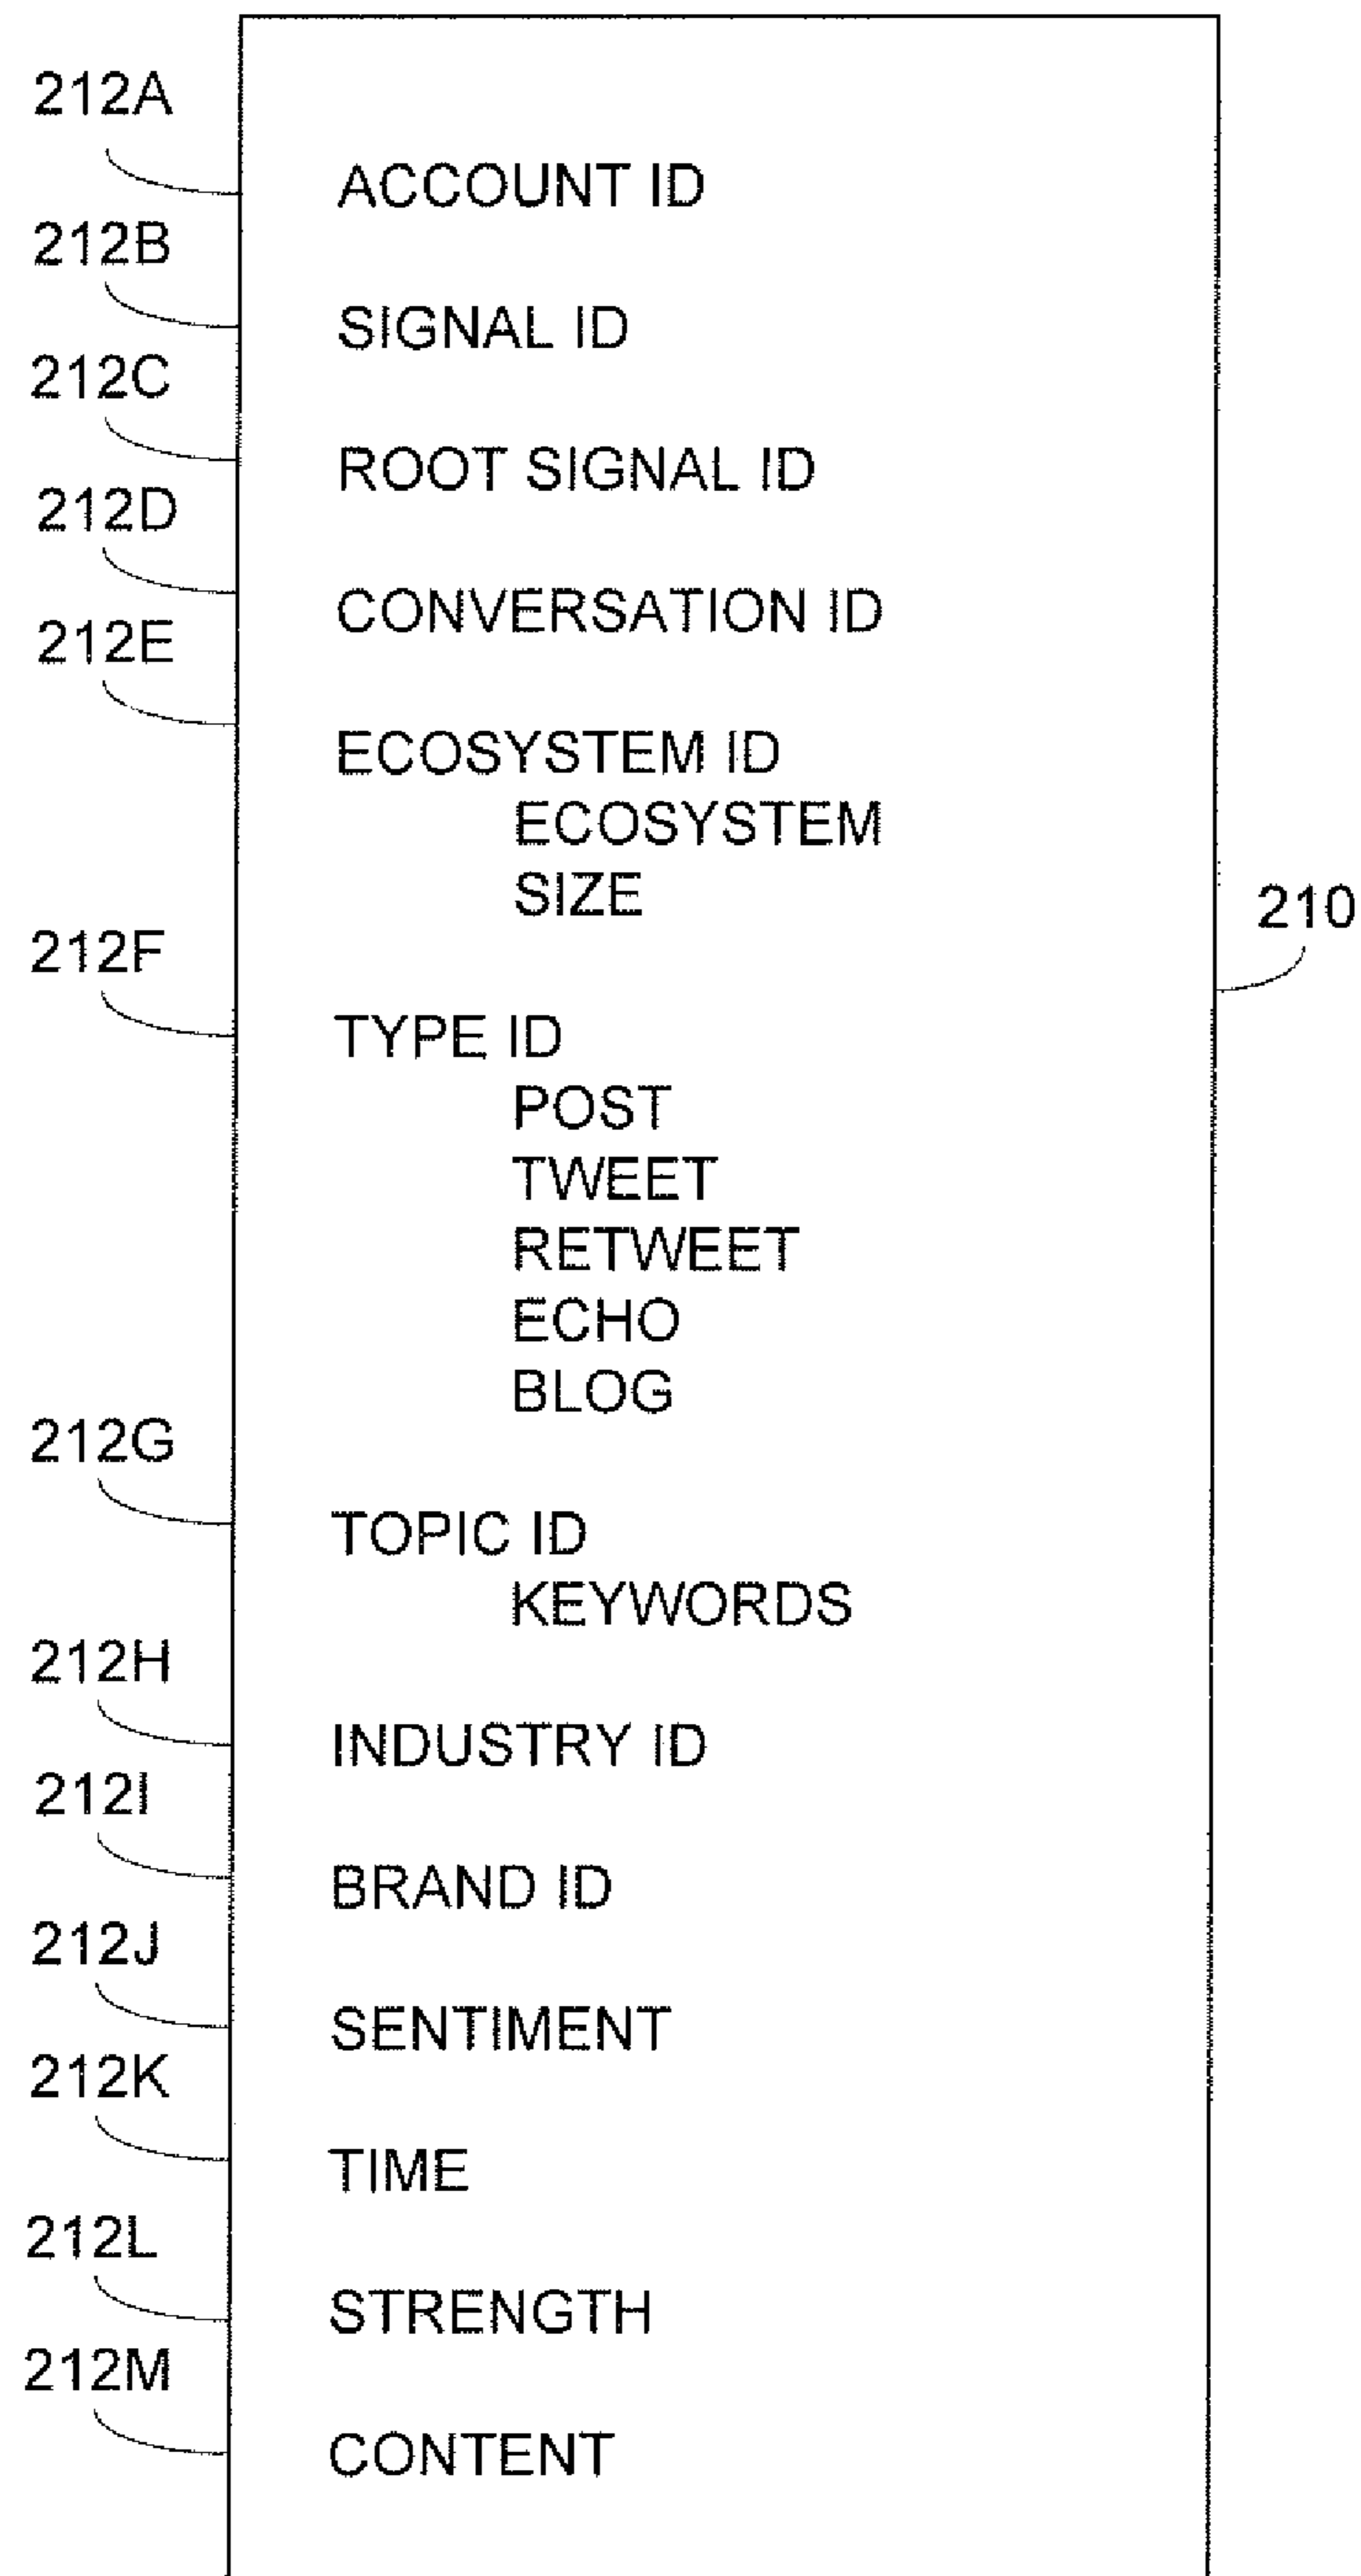 212A
ACCOUNT ID
212B
SIGNAL ID
212C
ROOT SIGNAL ID
212D
CONVERSATION ID
212E
ECOSYSTEM ID
ECOSYSTEM
SIZE
210
212F
TYPE ID
POST
TWEET
RETWEET
ECHO
BLOG
212G
TOPIC ID
KEYWORDS
212H
INDUSTRY ID
212I
BRAND ID
212J
SENTIMENT
212K
TIME
212L
STRENGTH
212M
CONTENT